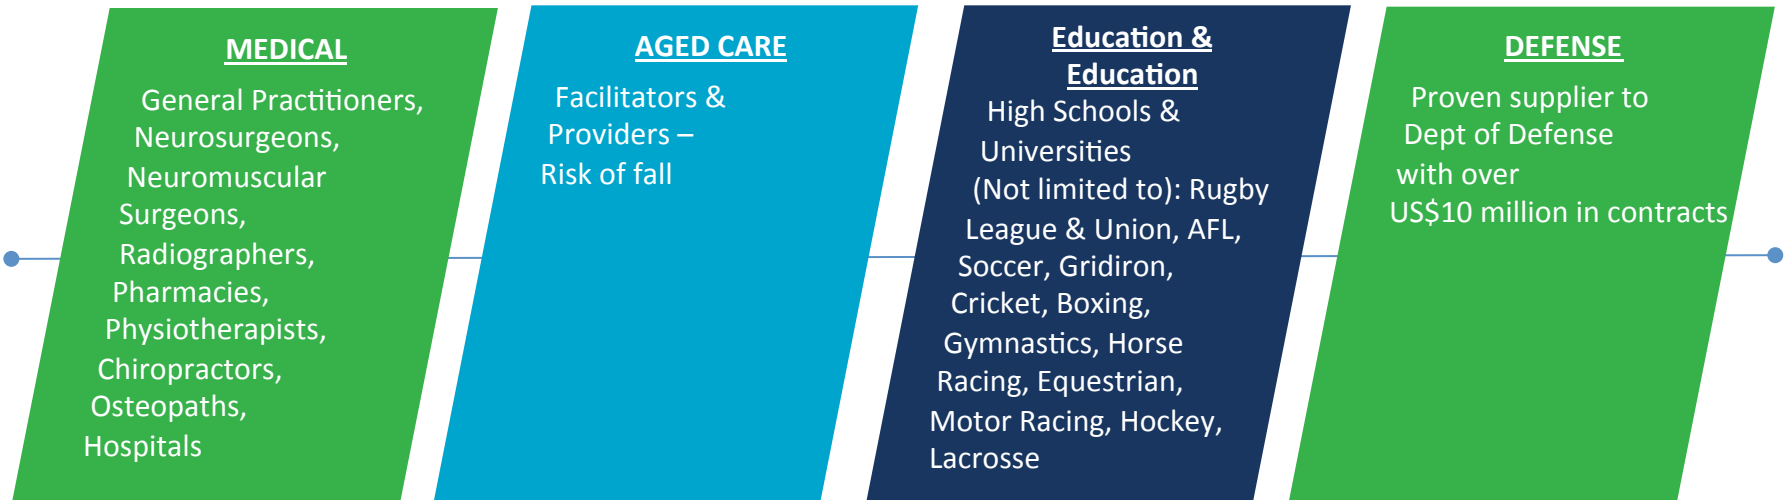 MEDICAL
General Practitioners,
Neurosurgeons,
Neuromuscular
Surgeons,
Radiographers,
Pharmacies,
Physiotherapists,
Chiropractors,
Osteopaths,
Hospitals
AGED CARE
Facilitators &
Providers –
Risk of fall
Education &
Education
High Schools &
Universities
(Not limited to): Rugby
League & Union, AFL,
Soccer, Gridiron,
Cricket, Boxing,
Gymnastics, Horse
Racing, Equestrian,
Motor Racing, Hockey,
Lacrosse
DEFENSE
Proven supplier to
Dept of Defense
with over
US$10 million in contracts